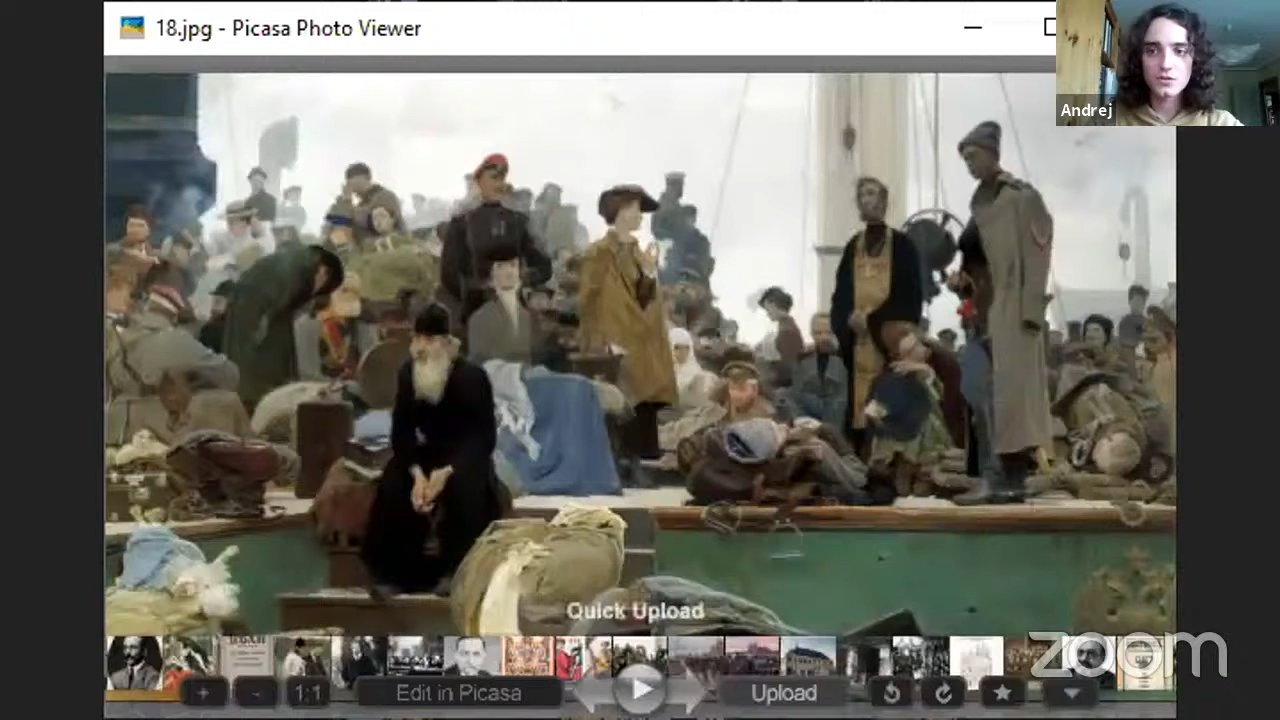 18.jpg - Picasa Photo Viewer
Andrej
Quick Upload
+
-
1:1
Edit in Picasa
Upload
zoom